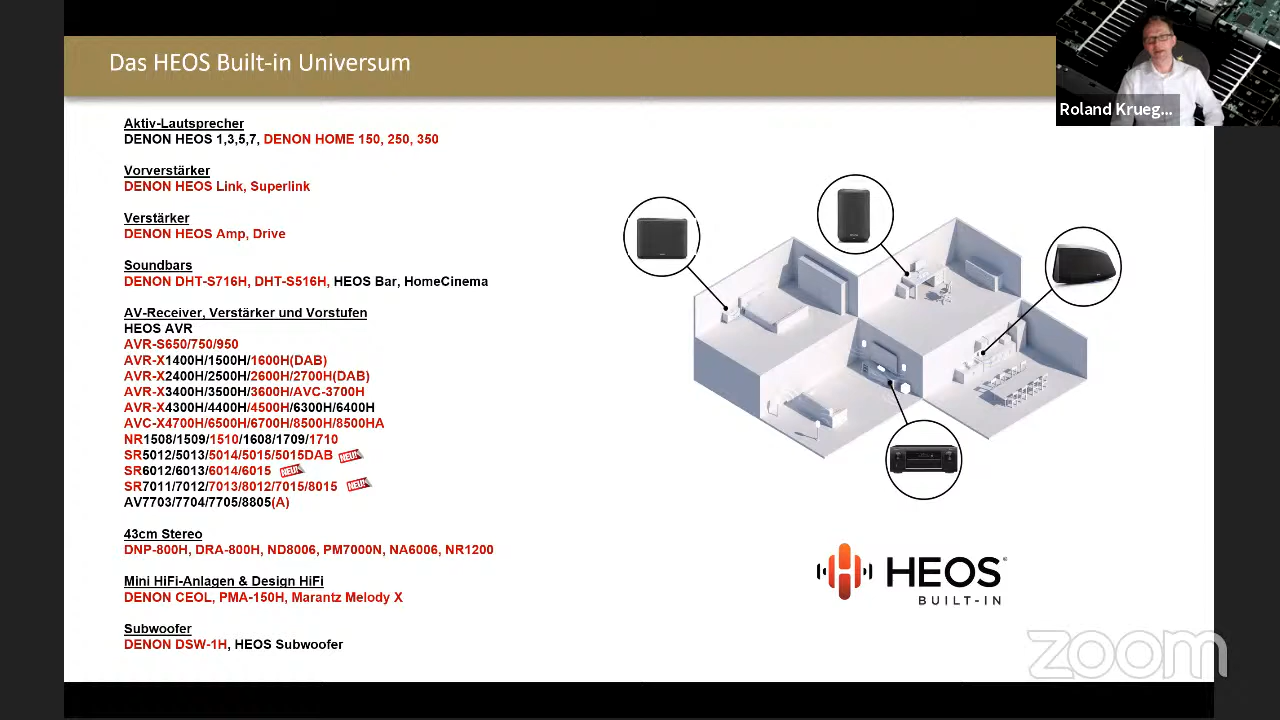 Das HEOS Built-in Universum
Roland Krueg...
Aktiv-Lautsprecher
DENON HEOS 1,3,5,7, DENON HOME 150, 250, 350
Vorverstärker
DENON HEOS Link, Superlink
Verstärker
DENON HEOS Amp, Drive
Soundbars
DENON DHT-S716H, DHT-S516H, HEOS Bar, HomeCinema
AV-Receiver, Verstärker und Vorstufen
HEOS AVR
AVR-S650/750/950
AVR-X1400H/1500H/1600H(DAB)
AVR-X2400H/2500H/2600H/2700H(DAB)
AVR-X3400H/3500H/3600H/AVC-3700H
AVR-X4300H/4400H/4500H/6300H/6400H
AVC-X4700H/6500H/6700H/8500H/8500HA
NR1508/1509/1510/1608/1709/1710
SR5012/5013/5014/5015/5015DAB NEU!
SR6012/6013/6014/6015 NEU!
SR7011/7012/7013/8012/7015/8015 NEU!
AV7703/7704/7705/8805(A)
43cm Stereo
DNP-800H, DRA-800H, ND8006, PM7000N, NA6006, NR1200
Mini HiFi-Anlagen & Design HiFi
DENON CEOL, PMA-150H, Marantz Melody X
Subwoofer
DENON DSW-1H, HEOS Subwoofer
HEOS
BUILT-IN
zoom